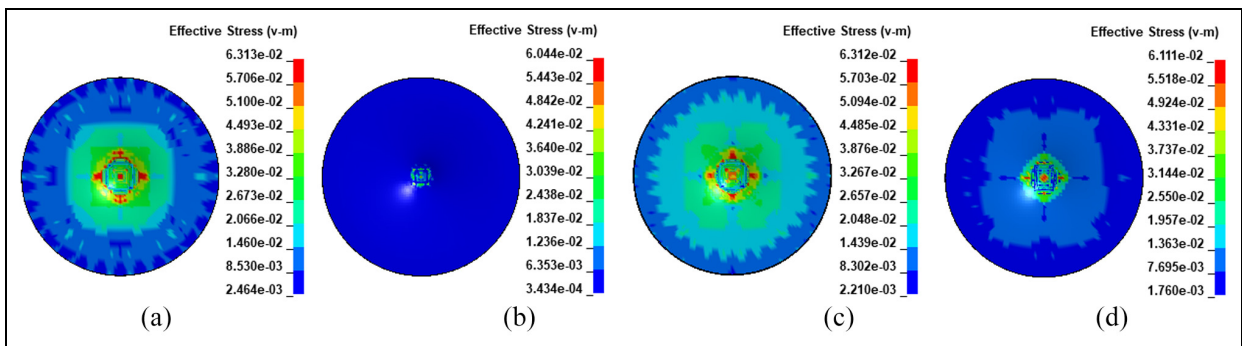 Effective Stress (v-m)
6.313e-02
5.706e-02
5.100e-02
4.493e-02
3.886e-02
3.280e-02
2.673e-02
2.066e-02
1.460e-02
8.530e-03
2.464e-03
(a)
Effective Stress (v-m)
6.044e-02
5.443e-02
4.842e-02
4.241e-02
3.640e-02
3.039e-02
2.438e-02
1.837e-02
1.236e-02
6.353e-03
3.434e-04
(b)
Effective Stress (v-m)
6.312e-02
5.703e-02
5.094e-02
4.485e-02
3.876e-02
3.267e-02
2.657e-02
2.048e-02
1.439e-02
8.302e-03
2.210e-03
(c)
Effective Stress (v-m)
6.111e-02
5.518e-02
4.924e-02
4.331e-02
3.737e-02
3.144e-02
2.550e-02
1.957e-02
1.363e-02
7.695e-03
1.760e-03
(d)